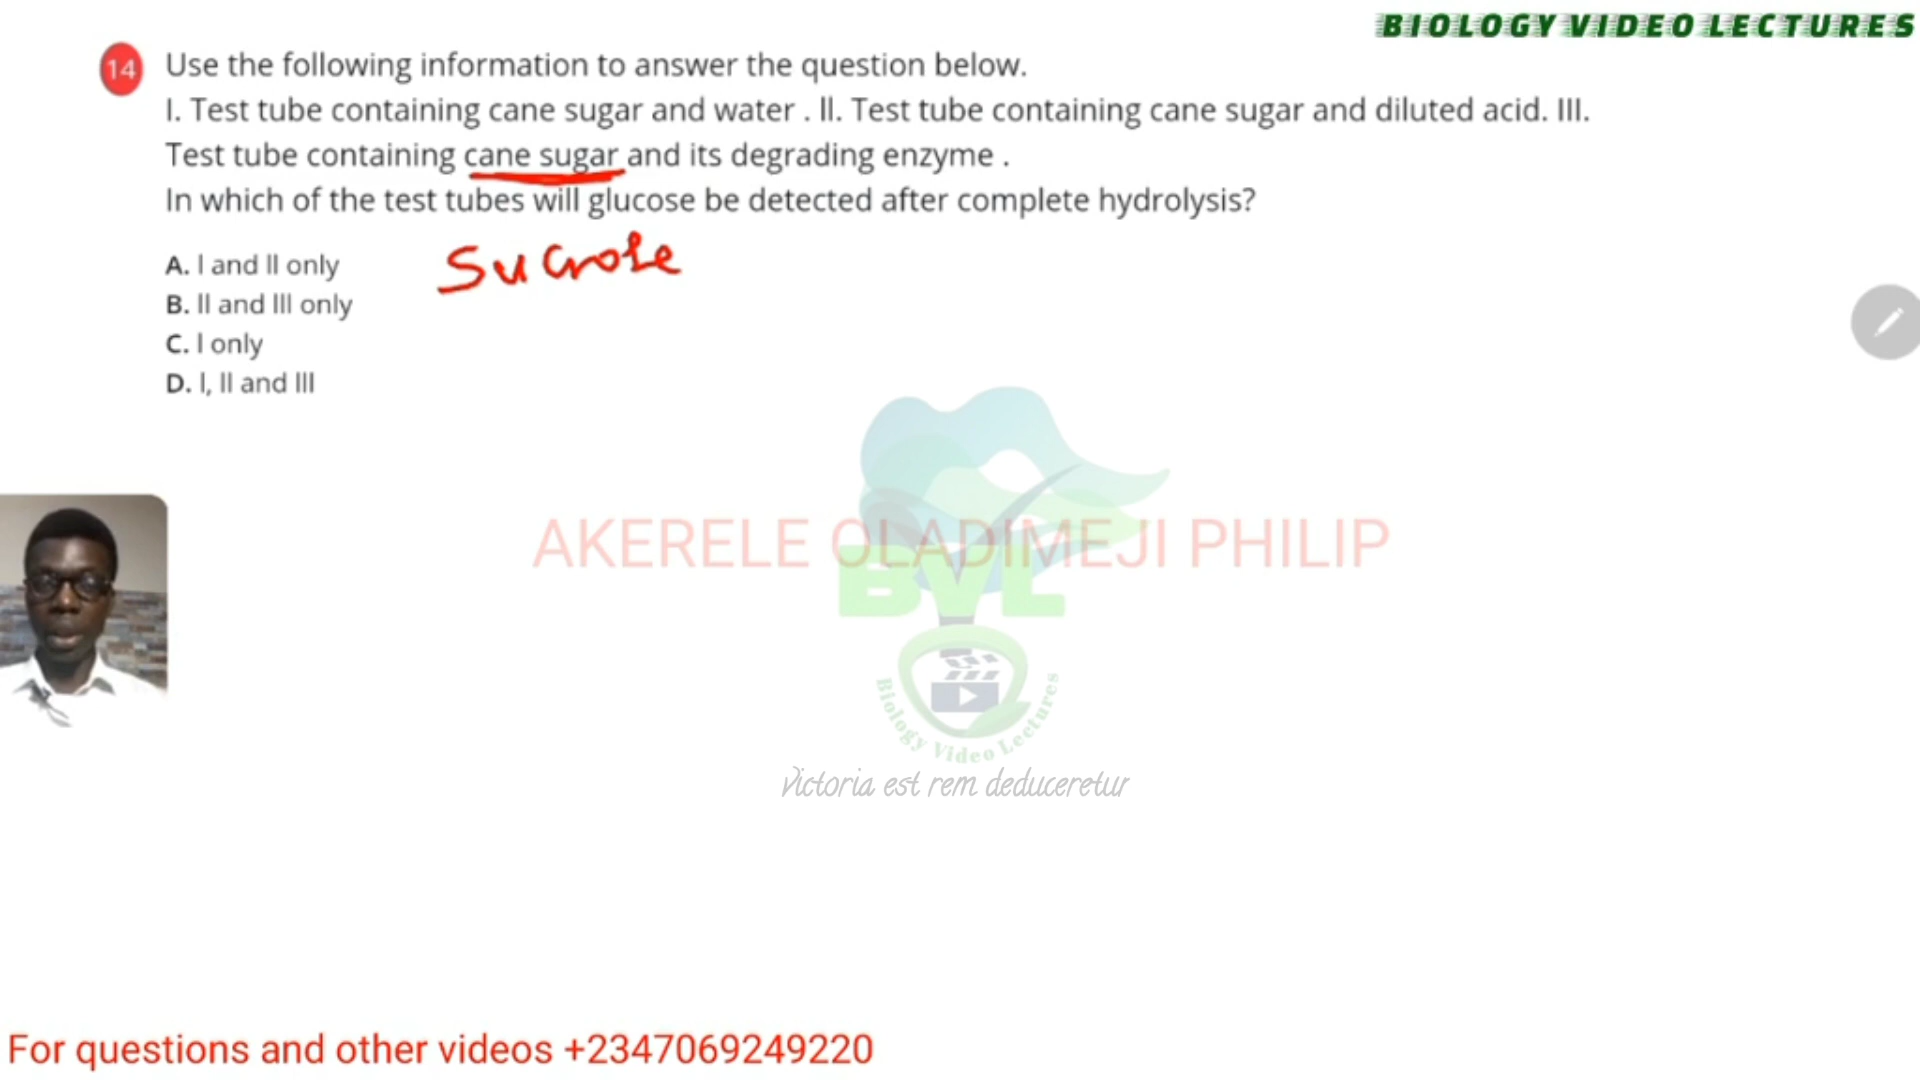 BIOLOGY VIDEO LECTURES
14 Use the following information to answer the question below.
I. Test tube containing cane sugar and water . II. Test tube containing cane sugar and diluted acid. III.
Test tube containing cane sugar and its degrading enzyme .
In which of the test tubes will glucose be detected after complete hydrolysis?
A. I and II only
Sucrose
B. II and III only
C. I only
D. I, II and III
AKERELE OLADIMEJI PHILIP
BVL
Biology Video Lectures
Victoria est rem deduceretur
For questions and other videos +2347069249220